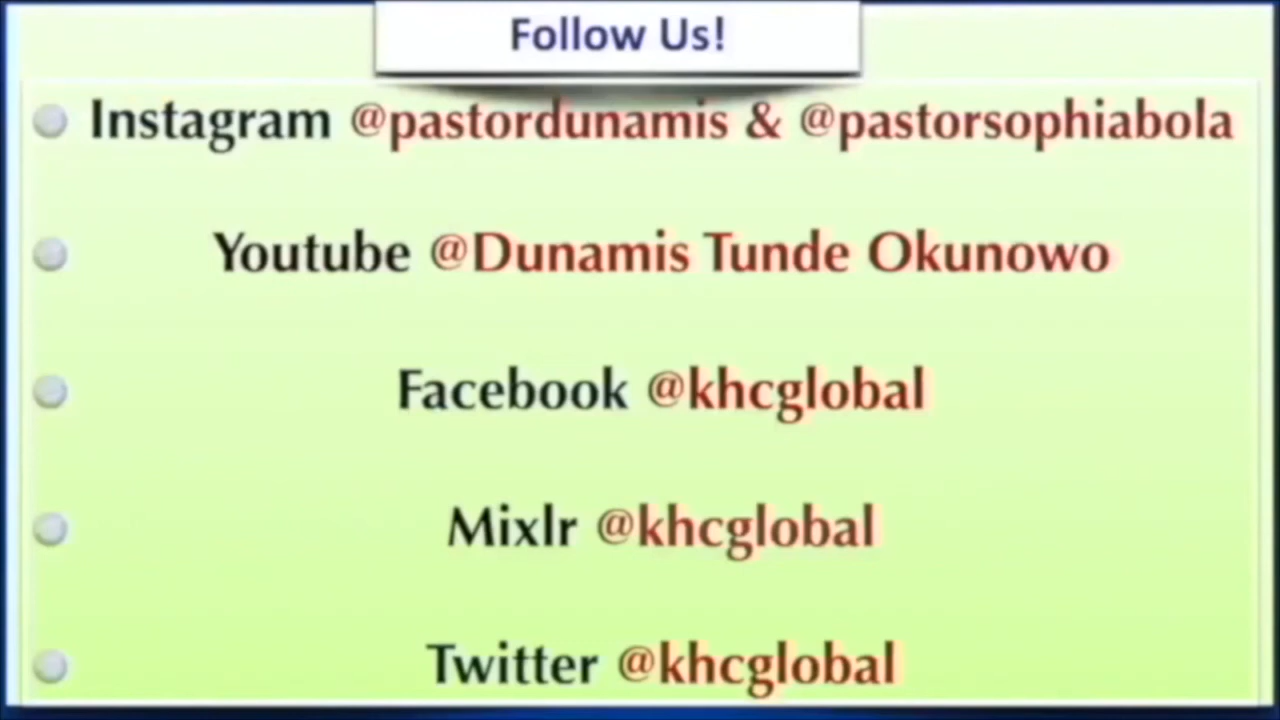 Follow Us!
Instagram @pastordunamis & @pastorsophiabola
Youtube @Dunamis Tunde Okunowo
Facebook @khcglobal
Mixlr @khcglobal
Twitter @khcglobal